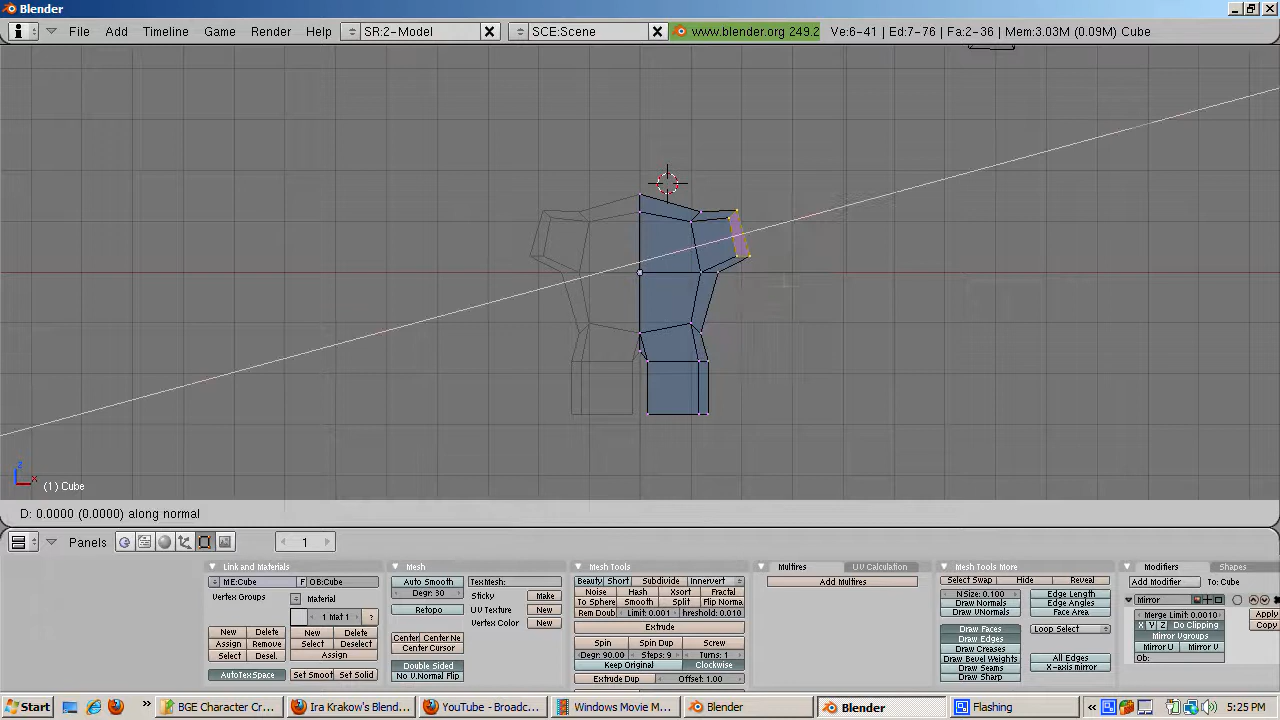 Blender
File Add Timeline Game Render Help SR:2-Model SCE:Scene www.blender.org 249.2 Ve:6-41 | Ed:7-76 | Fa:2-36 | Mem:3.03M (0.09M) Cube
z
x
(1) Cube
D: 0.0000 (0.0000) along normal
Panels 1
Link and Materials Mesh Mesh Tools Multires UV Calculation Mesh Tools More Modifiers Shapes
ME:Cube F OB:Cube Auto Smooth TexMesh: Beauty Short Subdivide Innervert Add Multires Select Swap Hide Reveal Add Modifier To: Cube
Vertex Groups Material Degr: 30 Sticky Make Noise Hash Xsort Fractal NSize: 0.100 Edge Length Mirror
1 Mat 1 ? Retopo UV Texture New To Sphere Smooth Split Flip Norma Draw Normals Edge Angles Merge Limit: 0.0010 Apply
Vertex Color New Rem Doub Limit: 0.001 Threshold: 0.010 Draw VNormals Face Area X Y Z Do Clipping Copy
New Delete New Delete Center Center Ne Extrude Draw Faces Loop Select Mirror Vgroups
Assign Remove Select Deselect Center Cursor Spin Spin Dup Screw Draw Edges Mirror U Mirror V
Select Desel. Assign Degr: 90.00 Steps: 9 Turns: 1 Draw Creases Ob:
Double Sided Keep Original Clockwise Draw Bevel Weights All Edges
AutoTexSpace Set Smoot Set Solid No V.Normal Flip Extrude Dup Offset: 1.00 Draw Seams X-axis mirror
Draw Sharp
Start » BGE Character Cr... Ira Krakow's Blend... YouTube - Broadc... Windows Movie M... Blender Blender Flashing « 5:25 PM